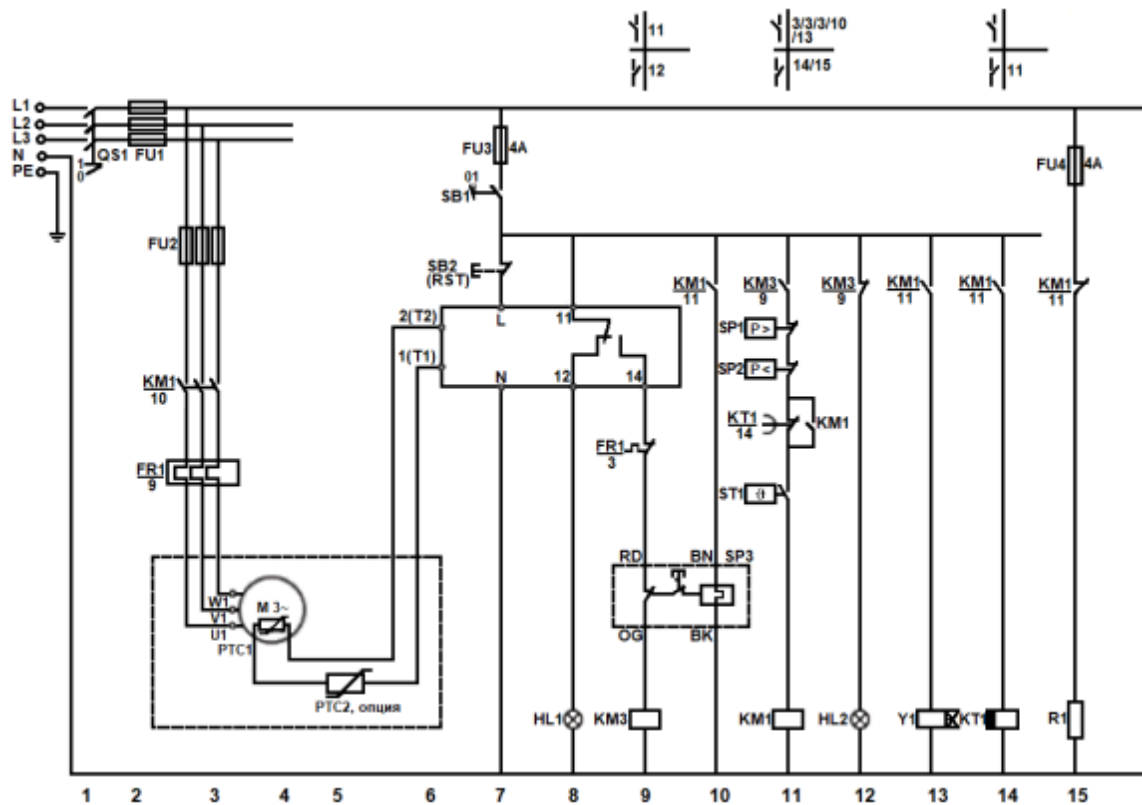 11
12
3/3/3/10
/13
14/15
11
L1
L2
L3
N
PE
1
0
QS1 FU1
FU2
FU3 4A
01
SB1
SB2
(RST)
FU4 4A
KM1
11
KM3
9
KM3
9
KM1
11
KM1
11
KM1
11
2(T2)
1(T1)
L
11
N
12
14
SP1 P >
SP2 P <
KT1
14
KM1
ST1 ϑ
KM1
10
FR1
9
FR1
3
RD BN SP3
OG BK
W1
V1
U1
M 3~
PTC1
PTC2, опция
HL1
KM3
KM1
HL2
Y1
KT1
R1
1 2 3 4 5 6 7 8 9 10 11 12 13 14 15